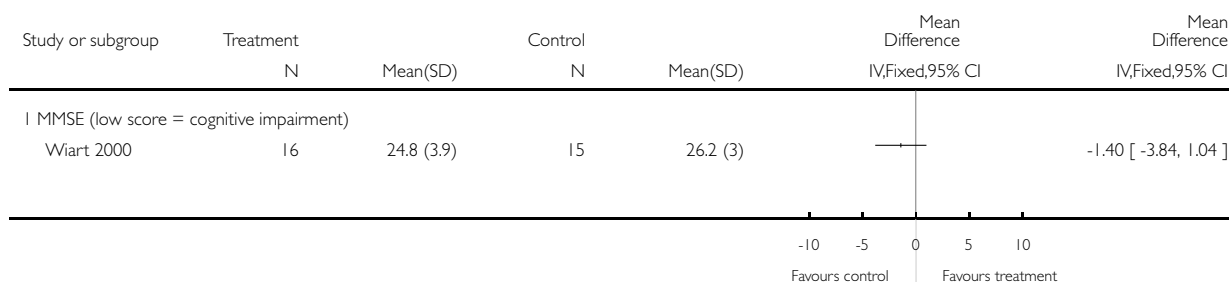 Study or subgroup Treatment Control Mean Difference Mean Difference
N Mean(SD) N Mean(SD) IV,Fixed,95% CI IV,Fixed,95% CI
1 MMSE (low score = cognitive impairment)
Wiart 2000 16 24.8 (3.9) 15 26.2 (3) -1.40 [ -3.84, 1.04 ]
-10 -5 0 5 10
Favours control Favours treatment